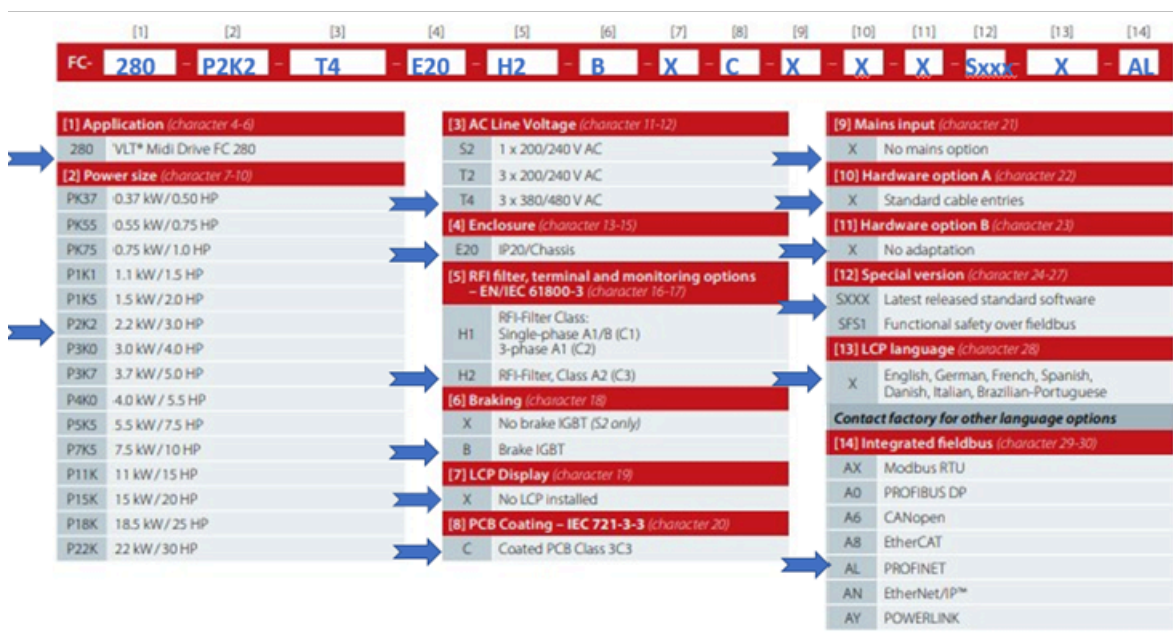 [1] [2] [3] [4] [5] [6] [7] [8] [9] [10] [11] [12] [13] [14]
FC- 280 - P2K2 - T4 - E20 - H2 - B - X - C - X - X - X - Sxxx - X - AL
[1] Application (character 4-6)
280 VLT® Midi Drive FC 280
[2] Power size (character 7-10)
PK37 0.37 kW/0.50 HP
PK55 0.55 kW/0.75 HP
PK75 0.75 kW/1.0 HP
P1K1 1.1 kW/1.5 HP
P1K5 1.5 kW/2.0 HP
P2K2 2.2 kW/3.0 HP
P3K0 3.0 kW/4.0 HP
P3K7 3.7 kW/5.0 HP
P4K0 4.0 kW / 5.5 HP
P5K5 5.5 kW/7.5 HP
P7K5 7.5 kW/10 HP
P11K 11 kW/15 HP
P15K 15 kW/20 HP
P18K 18.5 kW/25 HP
P22K 22 kW/30 HP
[3] AC Line Voltage (character 11-12)
S2 1 x 200/240 V AC
T2 3 x 200/240 V AC
T4 3 x 380/480 V AC
[4] Enclosure (character 13-15)
E20 IP20/Chassis
[5] RFI filter, terminal and monitoring options
– EN/IEC 61800-3 (character 16-17)
H1 RFI-Filter Class:
Single-phase A1/B (C1)
3-phase A1 (C2)
H2 RFI-Filter, Class A2 (C3)
[6] Braking (character 18)
X No brake IGBT (S2 only)
B Brake IGBT
[7] LCP Display (character 19)
X No LCP installed
[8] PCB Coating – IEC 721-3-3 (character 20)
C Coated PCB Class 3C3
[9] Mains input (character 21)
X No mains option
[10] Hardware option A (character 22)
X Standard cable entries
[11] Hardware option B (character 23)
X No adaptation
[12] Special version (character 24-27)
SXXX Latest released standard software
SFS1 Functional safety over fieldbus
[13] LCP language (character 28)
X English, German, French, Spanish,
Danish, Italian, Brazilian-Portuguese
Contact factory for other language options
[14] Integrated fieldbus (character 29-30)
AX Modbus RTU
A0 PROFIBUS DP
A6 CANopen
A8 EtherCAT
AL PROFINET
AN EtherNet/IP™
AY POWERLINK